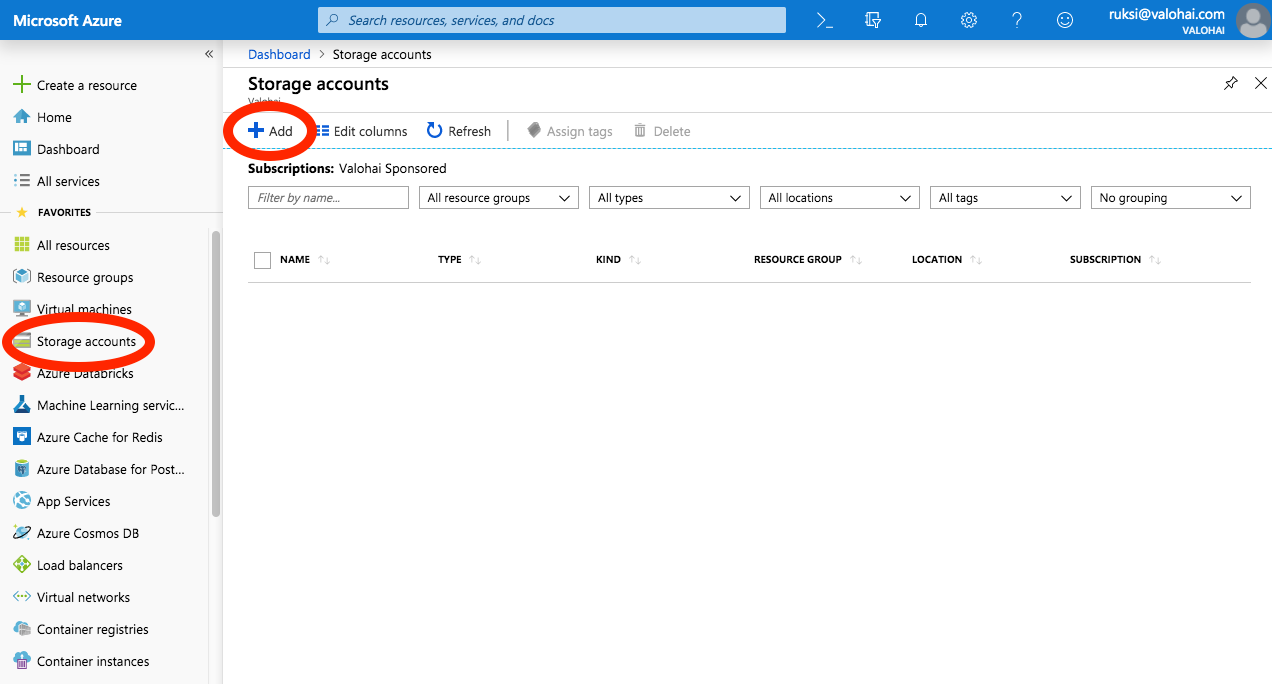 Microsoft Azure
Search resources, services, and docs
ruksi@valohai.com
VALOHAI
Create a resource
Home
Dashboard
All services
FAVORITES
All resources
Resource groups
Virtual machines
Storage accounts
Azure Databricks
Machine Learning servic...
Azure Cache for Redis
Azure Database for Post...
App Services
Azure Cosmos DB
Load balancers
Virtual networks
Container registries
Container instances
Dashboard > Storage accounts
Storage accounts
Valohai
Add Edit columns Refresh Assign tags Delete
Subscriptions: Valohai Sponsored
Filter by name... All resource groups All types All locations All tags No grouping
NAME TYPE KIND RESOURCE GROUP LOCATION SUBSCRIPTION